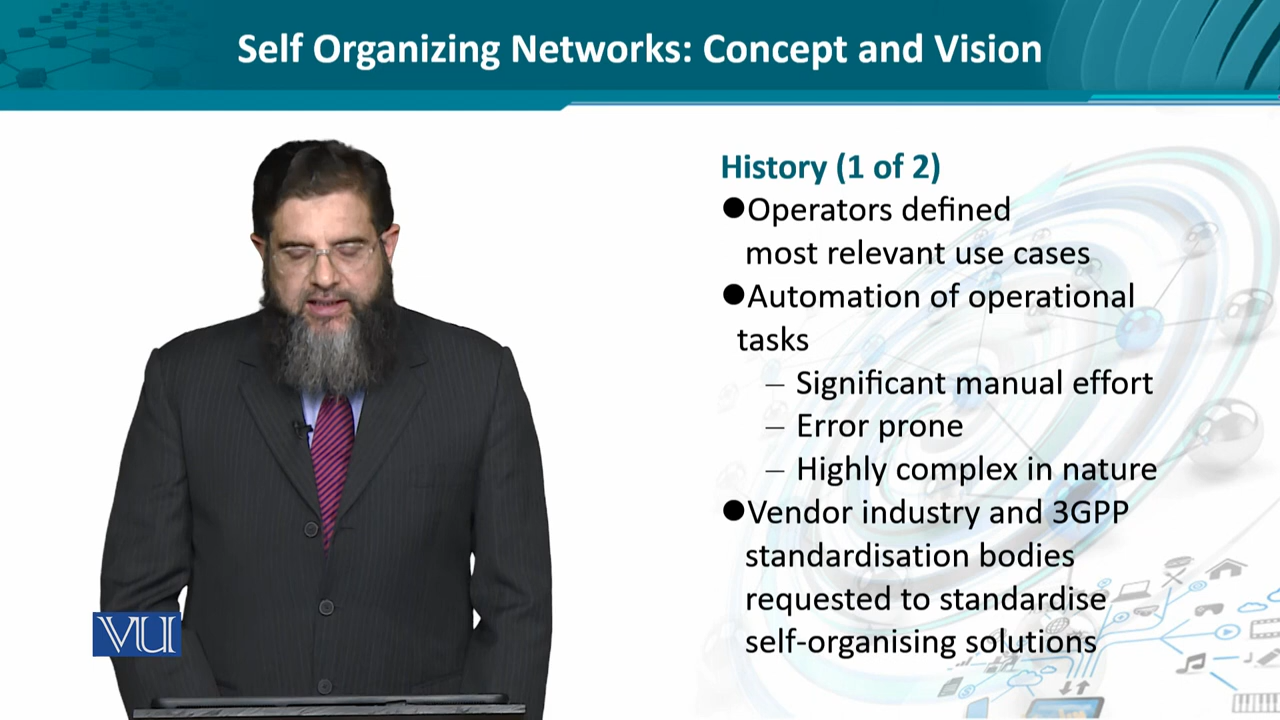 Self Organizing Networks: Concept and Vision
History (1 of 2)
●Operators defined
most relevant use cases
●Automation of operational
tasks
– Significant manual effort
– Error prone
– Highly complex in nature
●Vendor industry and 3GPP
standardisation bodies
requested to standardise
self-organising solutions
VU